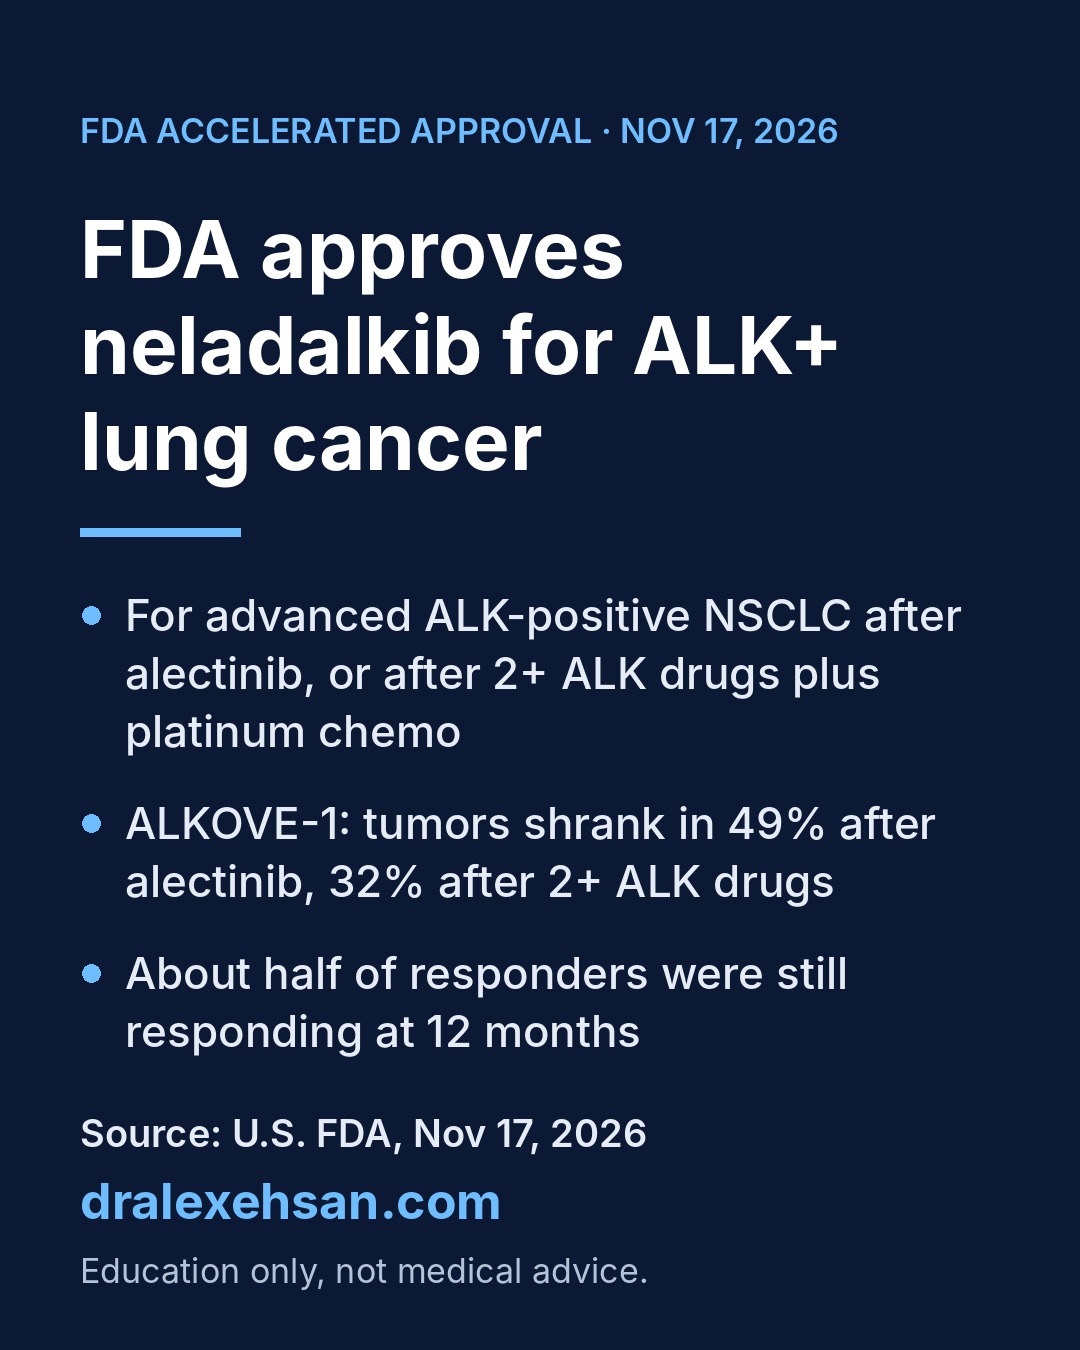 FDA ACCELERATED APPROVAL · NOV 17, 2026
FDA approves
neladalkib for ALK+
lung cancer
For advanced ALK-positive NSCLC after
alectinib, or after 2+ ALK drugs plus
platinum chemo
ALKOVE-1: tumors shrank in 49% after
alectinib, 32% after 2+ ALK drugs
About half of responders were still
responding at 12 months
Source: U.S. FDA, Nov 17, 2026
dralexehsan.com
Education only, not medical advice.